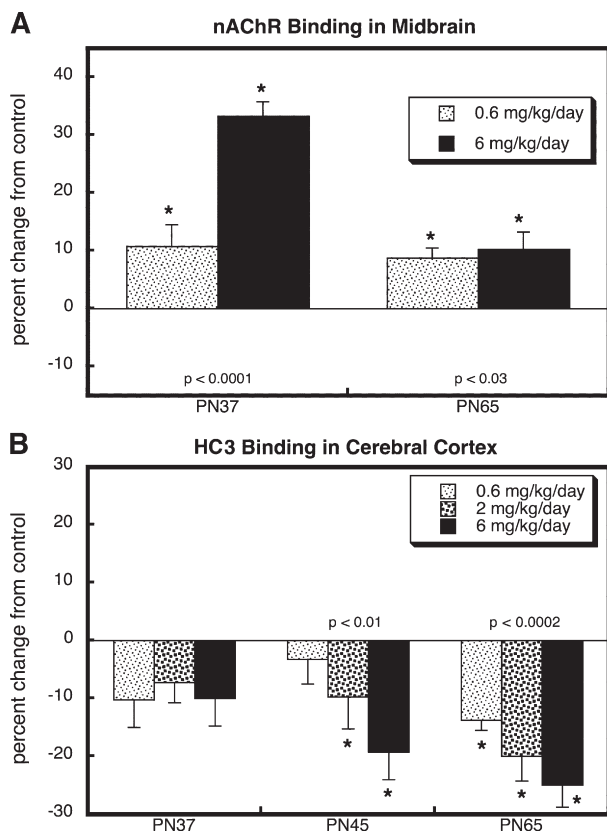 A
nAChR Binding in Midbrain
percent change from control
40
30
20
10
0
-10
0.6 mg/kg/day
6 mg/kg/day
*
*
*
*
p < 0.0001
p < 0.03
PN37
PN65
B
HC3 Binding in Cerebral Cortex
percent change from control
30
20
10
0
-10
-20
-30
0.6 mg/kg/day
2 mg/kg/day
6 mg/kg/day
p < 0.01
p < 0.0002
*
*
*
*
*
PN37
PN45
PN65